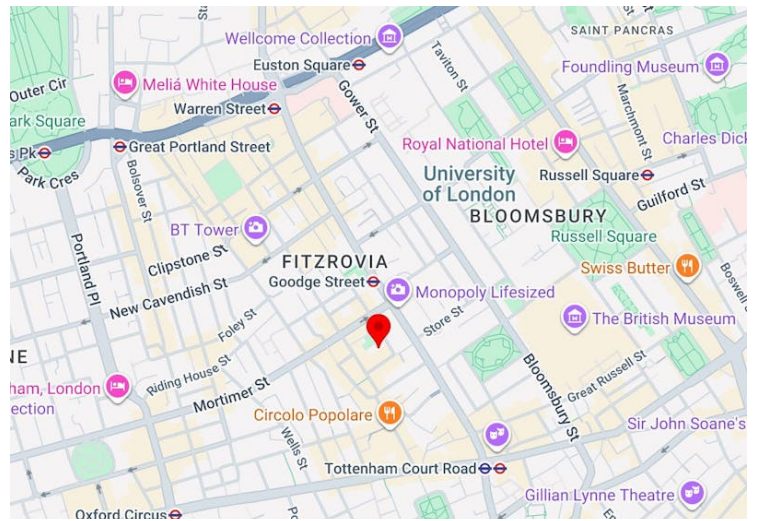 SAINT PANCRAS
Wellcome Collection
Euston Square
Taviton St
Foundling Museum
Outer Cir
Meliá White House
Gower St
Marchmont St
Warren Street
ark Square
Royal National Hotel
Charles Dick
s Pk
Great Portland Street
Park Cres
Bolsover St
University
of London
Russell Square
Guilford St
BLOOMSBURY
BT Tower
Russell Square
Portland Pl
Clipstone St
FITZROVIA
Swiss Butter
Boswell S
Goodge Street
Monopoly Lifesized
New Cavendish St
Foley St
Store St
The British Museum
NE
Riding House St
ham, London
ection
Mortimer St
Bloomsbury St
Great Russell St
Circolo Popolare
Wells St
Sir John Soane's
Tottenham Court Road
Gillian Lynne Theatre
Oxford Circus